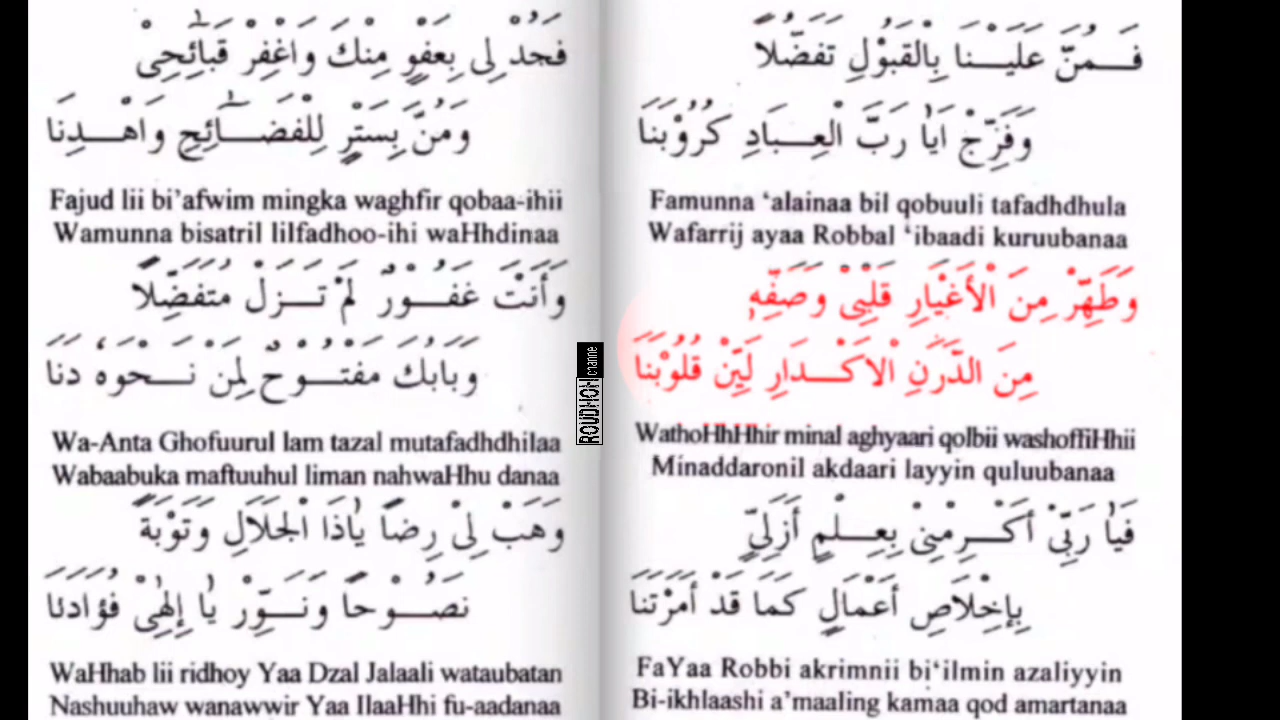 فَمُنَّ عَلَيْنَا بِالْقَبُوْلِ تَفَضُّلًا
وَفَرِّجْ اَيَا رَبَّ الْعِبَادِ كُرُوْبَنَا
Famunna ‘alainaa bil qobuuli tafadhdhula
Wafarrij ayaa Robbal ‘ibaadi kuruubanaa
وَطَهِّرْ مِنَ الْأَغْيَارِ قَلْبِيْ وَصَفِّهِ
مِنَ الدَّرَنِ الْاَكْدَارِ لَيِّنْ قُلُوْبَنَا
WathoHhHhir minal aghyaari qolbii washoffiHhii
Minaddaronil akdaari layyin quluubanaa
فَيَا رَبِّيْ أَكْرِمْنِيْ بِعِلْمٍ أَزَلِيٍّ
بِإِخْلَاصِ أَعْمَالٍ كَمَا قَدْ أَمَرْتَنَا
FaYaa Robbi akrimnii bi‘ilmin azaliyyin
Bi-ikhlaashi a’maaling kamaa qod amartanaa
فَجُدْ لِى بِعَفْوٍ مِنْكَ وَاغْفِرْ قَبَائِحِىْ
وَمُنَّ بِسَتْرٍ لِلْفَضَائِحِ وَاهْدِنَا
Fajud lii bi’afwim mingka waghfir qobaa-ihii
Wamunna bisatril lilfadhoo-ihi waHhdinaa
وَأَنْتَ غَفُوْرٌ لَمْ تَزَلْ مُتَفَضِّلًا
وَبَابُكَ مَفْتُوْحٌ لِمَنْ نَحْوَهُ دَنَا
Wa-Anta Ghofuurul lam tazal mutafadhdhilaa
Wabaabuka maftuuhul liman nahwaHhu danaa
وَهَبْ لِيْ رِضًا يَاذَا الْجَلَالِ وَتَوْبَةً
نَصُوْحًا وَنَوِّرْ يَا إِلٰهِيْ فُؤَادَنَا
WaHhab lii ridhoy Yaa Dzal Jalaali wataubatan
Nashuuhaw wanawwir Yaa IlaaHhi fu-aadanaa
ROUDHOH channe